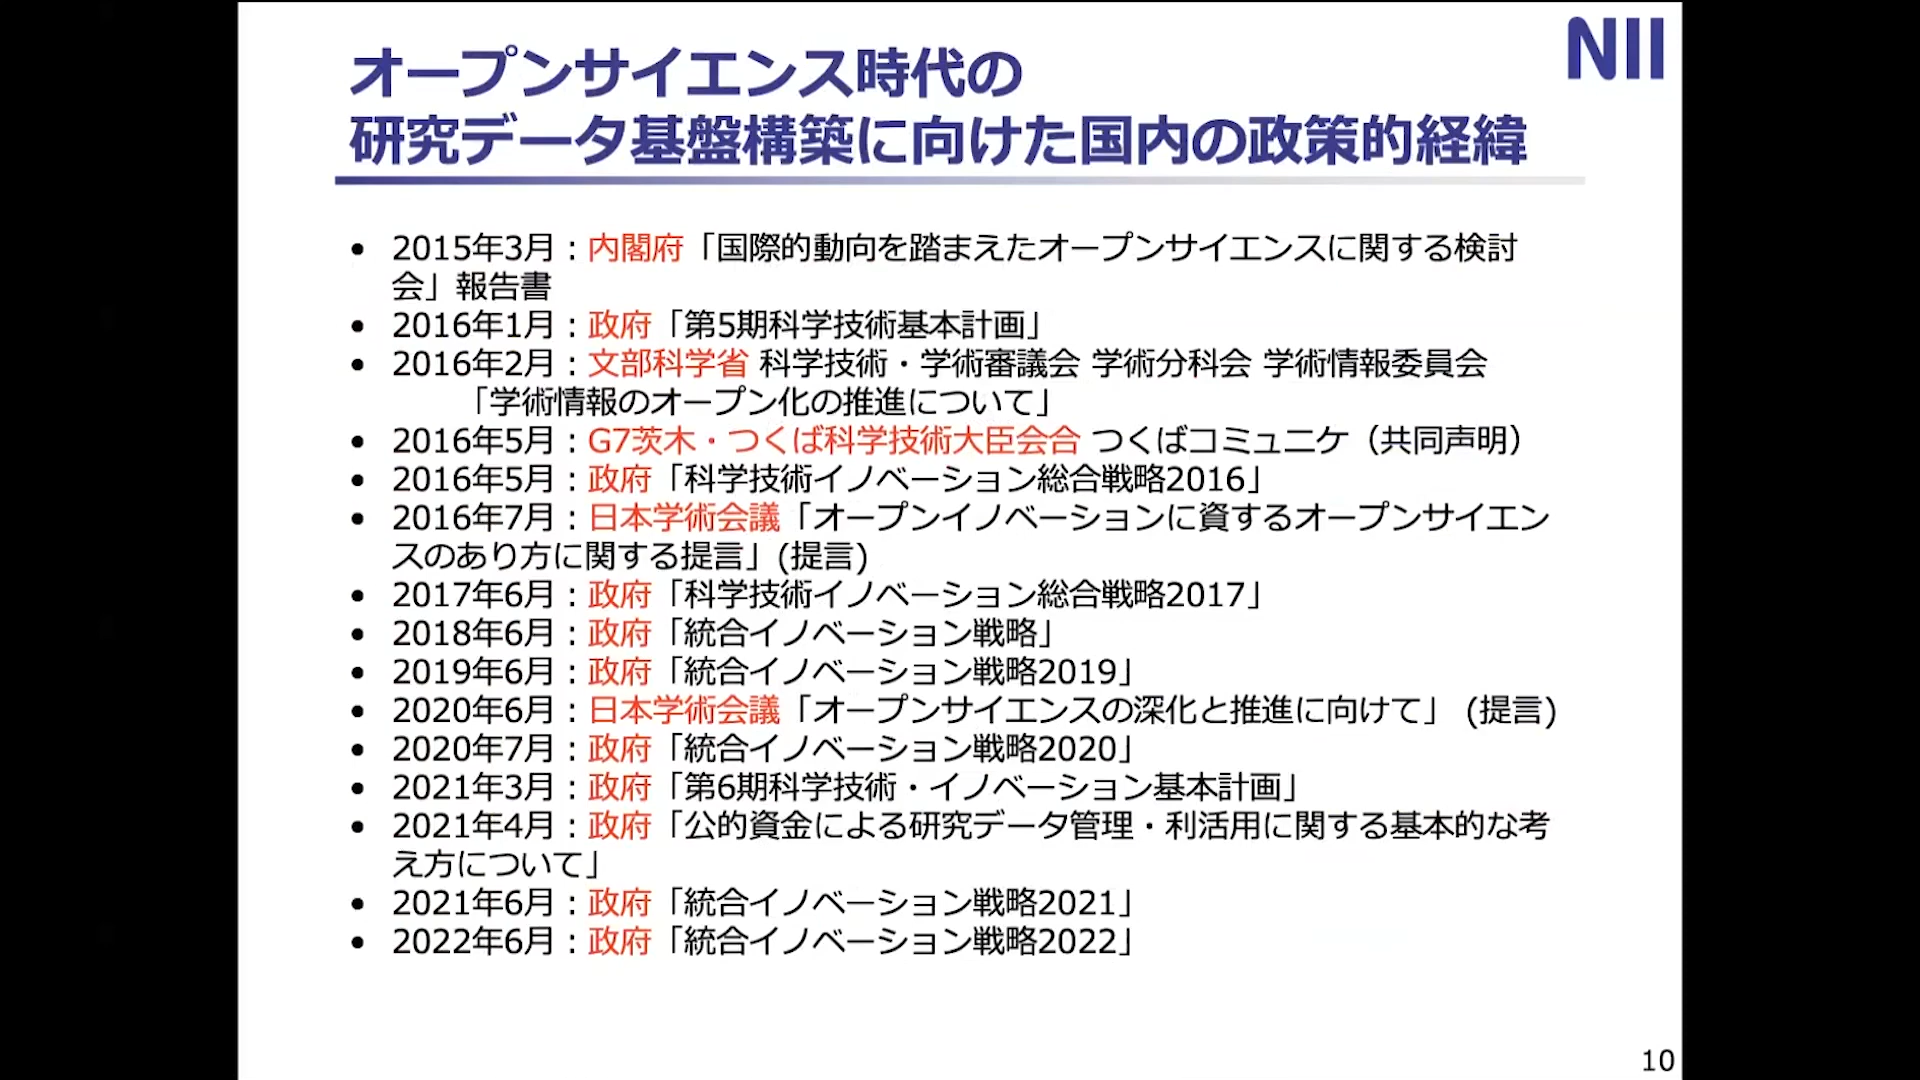 NII
オープンサイエンス時代の
研究データ基盤構築に向けた国内の政策的経緯
• 2015年3月：内閣府「国際的動向を踏まえたオープンサイエンスに関する検討
会」報告書
• 2016年1月：政府「第5期科学技術基本計画」
• 2016年2月：文部科学省 科学技術・学術審議会 学術分科会 学術情報委員会
「学術情報のオープン化の推進について」
• 2016年5月：G7茨木・つくば科学技術大臣会合 つくばコミュニケ（共同声明）
• 2016年5月：政府「科学技術イノベーション総合戦略2016」
• 2016年7月：日本学術会議「オープンイノベーションに資するオープンサイエン
スのあり方に関する提言」(提言)
• 2017年6月：政府「科学技術イノベーション総合戦略2017」
• 2018年6月：政府「統合イノベーション戦略」
• 2019年6月：政府「統合イノベーション戦略2019」
• 2020年6月：日本学術会議「オープンサイエンスの深化と推進に向けて」 (提言)
• 2020年7月：政府「統合イノベーション戦略2020」
• 2021年3月：政府「第6期科学技術・イノベーション基本計画」
• 2021年4月：政府「公的資金による研究データ管理・利活用に関する基本的な考
え方について」
• 2021年6月：政府「統合イノベーション戦略2021」
• 2022年6月：政府「統合イノベーション戦略2022」
10